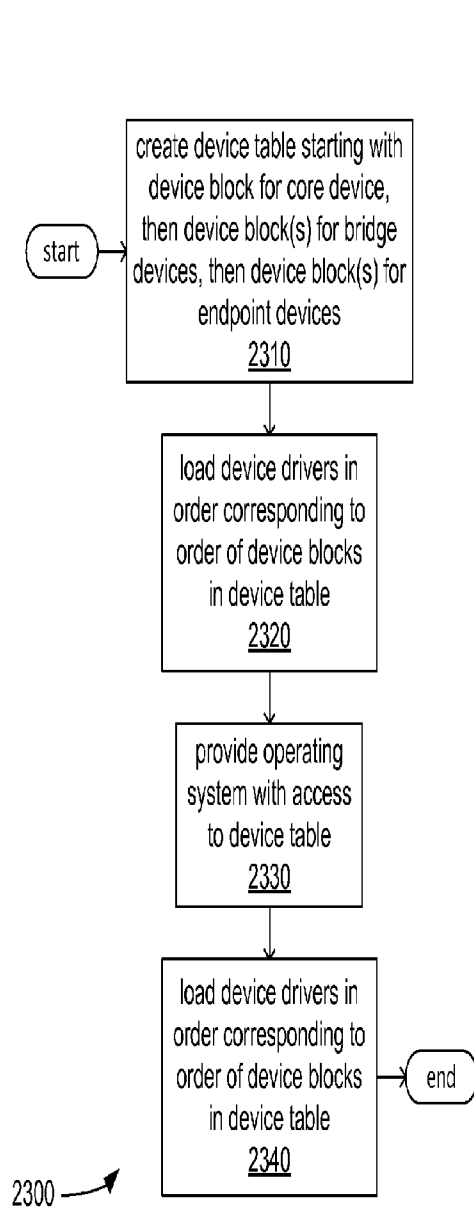 create device table starting with
device block for core device,
then device block(s) for bridge
devices, then device block(s) for
endpoint devices
2310
start
load device drivers in
order corresponding to
order of device blocks
in device table
2320
provide operating
system with access
to device table
2330
load device drivers in
order corresponding to
order of device blocks
in device table
2340
end
2300